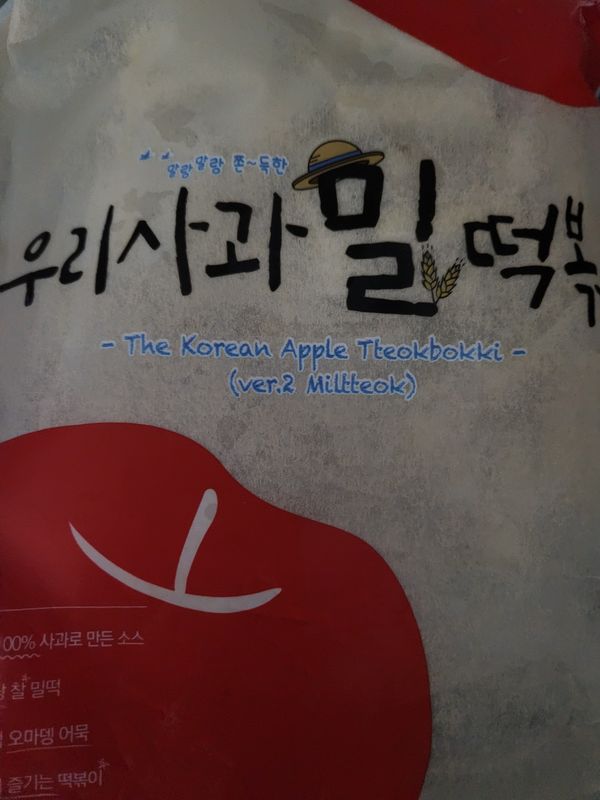 말랑말랑 쫀~득한
우리사과밀떡볶
- The Korean Apple Tteokbokki -
(ver.2 Milltteok)
00% 사과로 만든 소스
찰 밀떡
오마뎅 어묵
즐기는 떡볶이